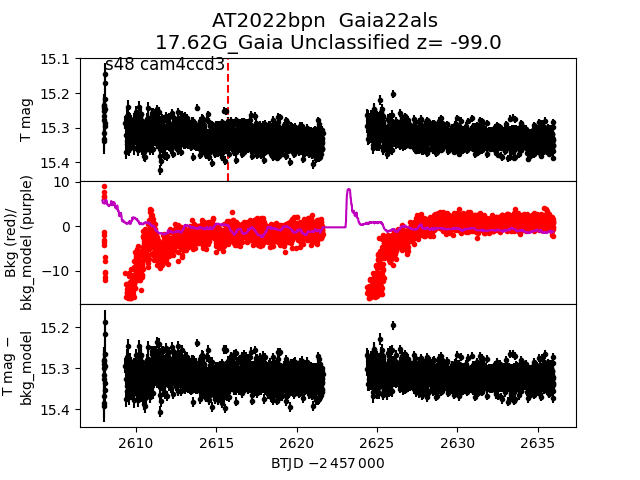 AT2022bpn  Gaia22als
17.62G_Gaia Unclassified z= -99.0
s48 cam4ccd3
T mag
15.1
15.2
15.3
15.4
Bkg (red)/
bkg_model (purple)
10
0
−10
T mag −
bkg_model
15.2
15.3
15.4
2610 2615 2620 2625 2630 2635
BTJD −2 457 000